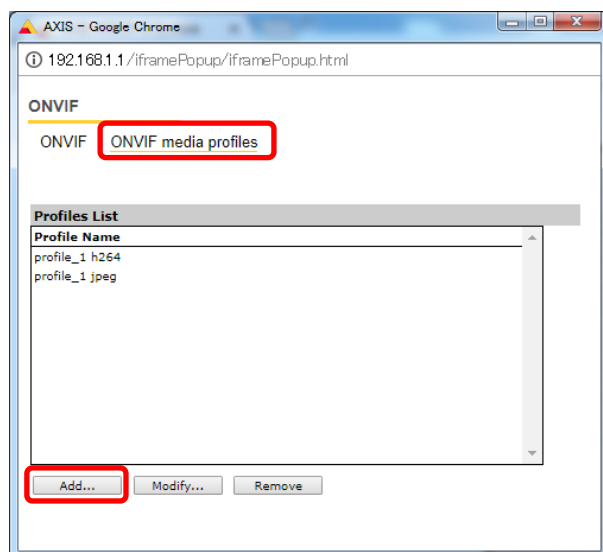 AXIS - Google Chrome
192.168.1.1/iframePopup/iframePopup.html
ONVIF
ONVIF ONVIF media profiles
Profiles List
Profile Name
profile_1 h264
profile_1 jpeg
Add... Modify... Remove